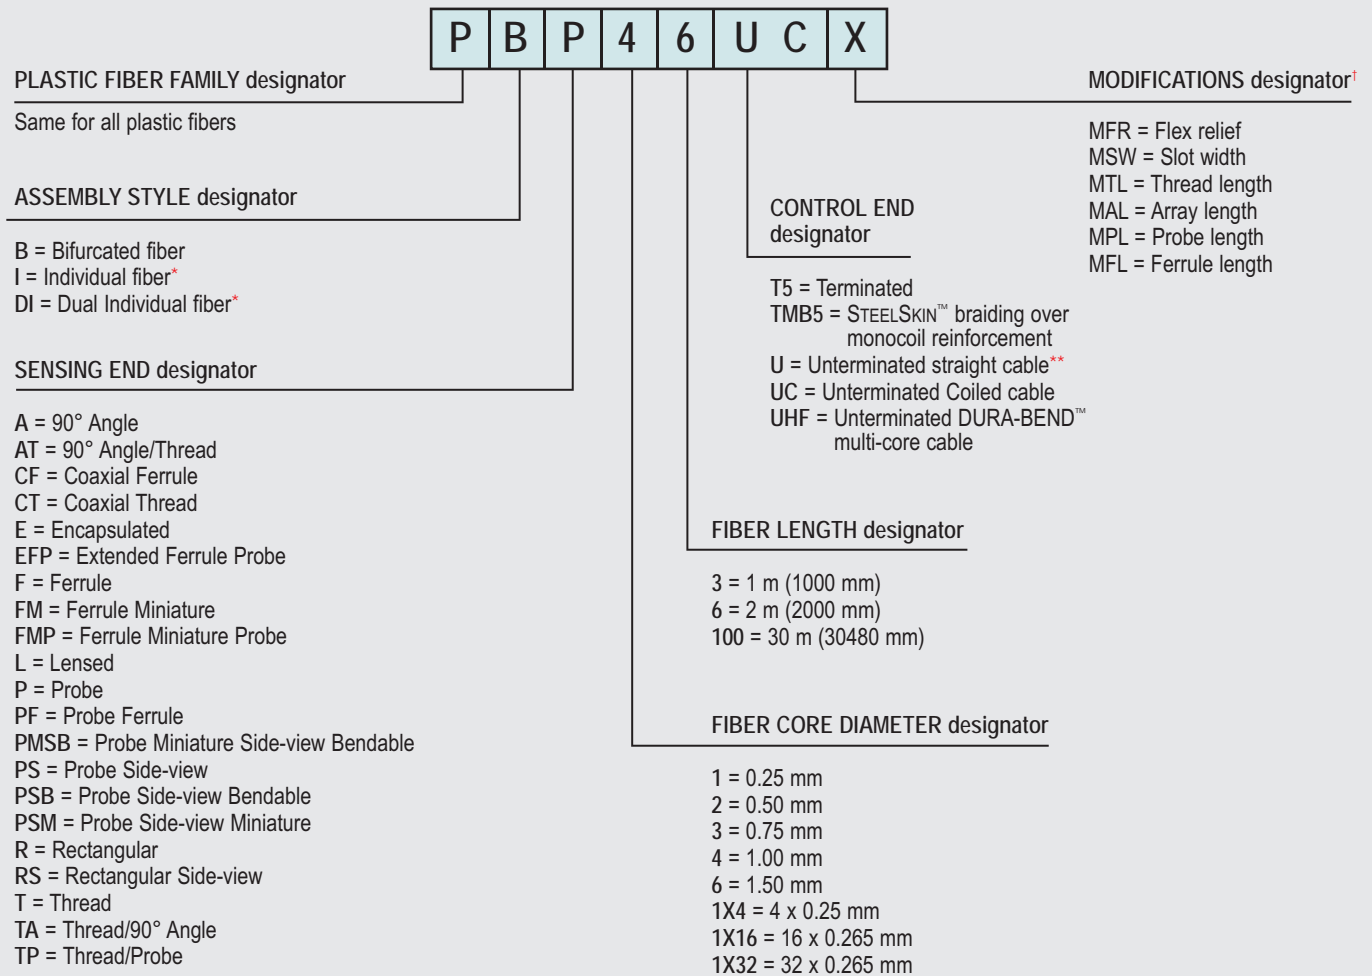 P B P 4 6 U C X
PLASTIC FIBER FAMILY designator
Same for all plastic fibers
ASSEMBLY STYLE designator
B = Bifurcated fiber
I = Individual fiber*
DI = Dual Individual fiber*
SENSING END designator
A = 90° Angle
AT = 90° Angle/Thread
CF = Coaxial Ferrule
CT = Coaxial Thread
E = Encapsulated
EFP = Extended Ferrule Probe
F = Ferrule
FM = Ferrule Miniature
FMP = Ferrule Miniature Probe
L = Lensed
P = Probe
PF = Probe Ferrule
PMSB = Probe Miniature Side-view Bendable
PS = Probe Side-view
PSB = Probe Side-view Bendable
PSM = Probe Side-view Miniature
R = Rectangular
RS = Rectangular Side-view
T = Thread
TA = Thread/90° Angle
TP = Thread/Probe
MODIFICATIONS designator†
MFR = Flex relief
MSW = Slot width
MTL = Thread length
MAL = Array length
MPL = Probe length
MFL = Ferrule length
CONTROL END
designator
T5 = Terminated
TMB5 = STEELSKIN™ braiding over
monocoil reinforcement
U = Unterminated straight cable**
UC = Unterminated Coiled cable
UHF = Unterminated DURA-BEND™
multi-core cable
FIBER LENGTH designator
3 = 1 m (1000 mm)
6 = 2 m (2000 mm)
100 = 30 m (30480 mm)
FIBER CORE DIAMETER designator
1 = 0.25 mm
2 = 0.50 mm
3 = 0.75 mm
4 = 1.00 mm
6 = 1.50 mm
1X4 = 4 x 0.25 mm
1X16 = 16 x 0.265 mm
1X32 = 32 x 0.265 mm